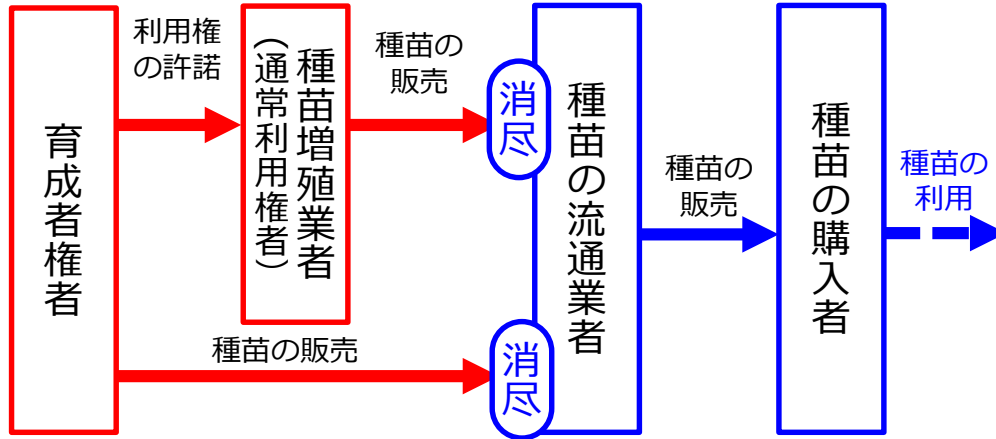 育成者権者
利用権
の許諾
種苗増殖業者
（通常利用権者）
種苗の
販売
種苗の販売
消尽
消尽
種苗の流通業者
種苗の
販売
種苗の購入者
種苗の
利用